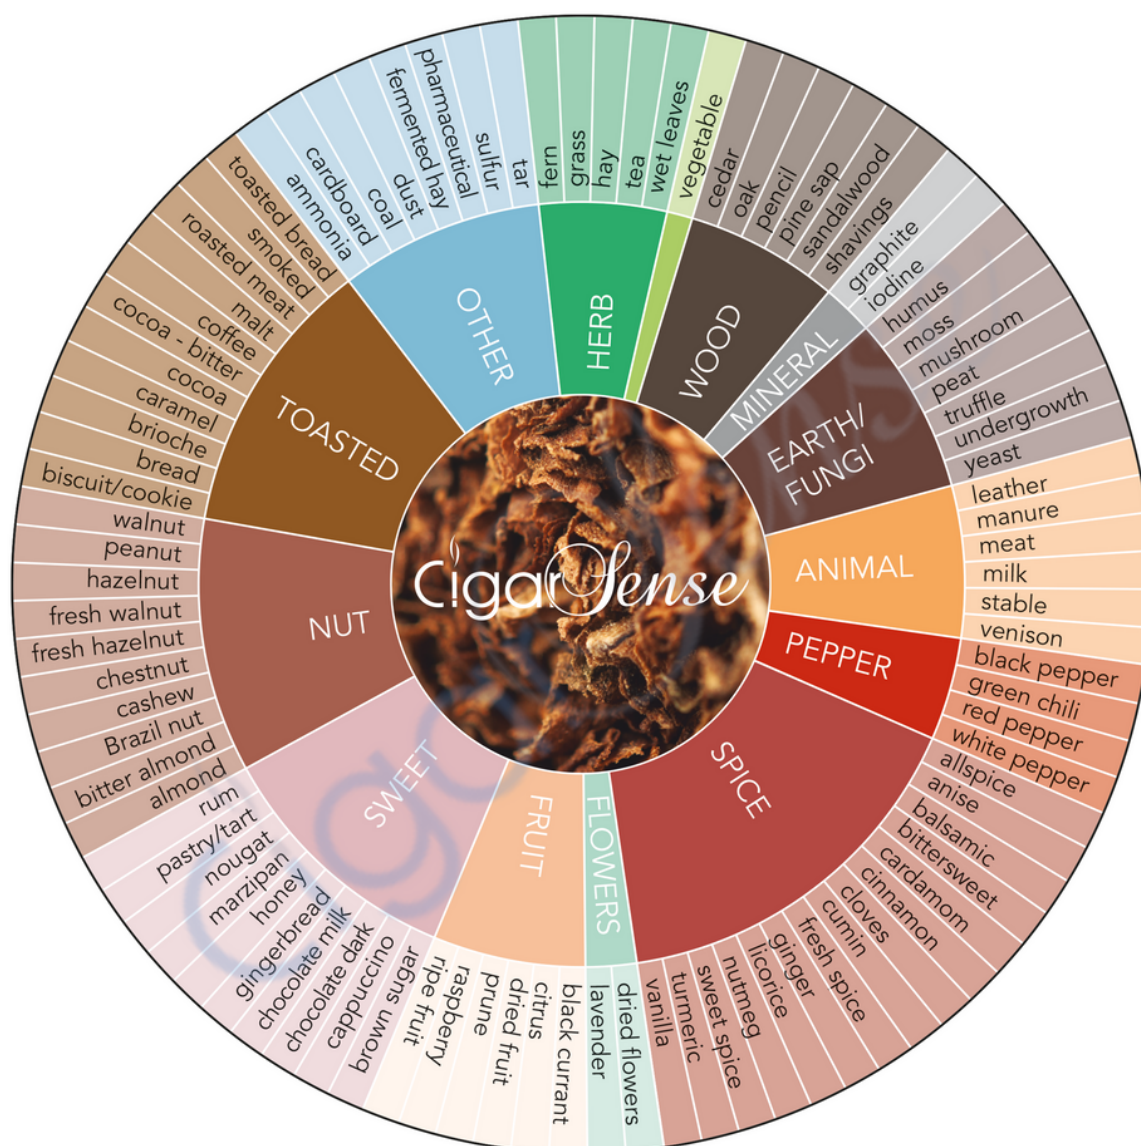 CigarSense
OTHER
ammonia
cardboard
coal
dust
fermented hay
pharmaceutical
sulfur
tar
HERB
fern
grass
hay
tea
wet leaves
vegetable
WOOD
cedar
oak
pencil
pine sap
sandalwood
shavings
MINERAL
graphite
iodine
EARTH/
FUNGI
humus
moss
mushroom
peat
truffle
undergrowth
yeast
ANIMAL
leather
manure
meat
milk
stable
venison
PEPPER
black pepper
green chili
red pepper
white pepper
SPICE
allspice
anise
balsamic
bittersweet
cardamom
cinnamon
cloves
cumin
fresh spice
ginger
licorice
nutmeg
sweet spice
turmeric
vanilla
FLOWERS
dried flowers
lavender
FRUIT
black currant
citrus
dried fruit
prune
raspberry
ripe fruit
SWEET
brown sugar
cappuccino
chocolate dark
chocolate milk
gingerbread
honey
marzipan
nougat
pastry/tart
rum
NUT
almond
bitter almond
Brazil nut
cashew
chestnut
fresh hazelnut
fresh walnut
hazelnut
peanut
walnut
TOASTED
biscuit/cookie
bread
brioche
caramel
cocoa
cocoa - bitter
coffee
malt
roasted meat
smoked
toasted bread